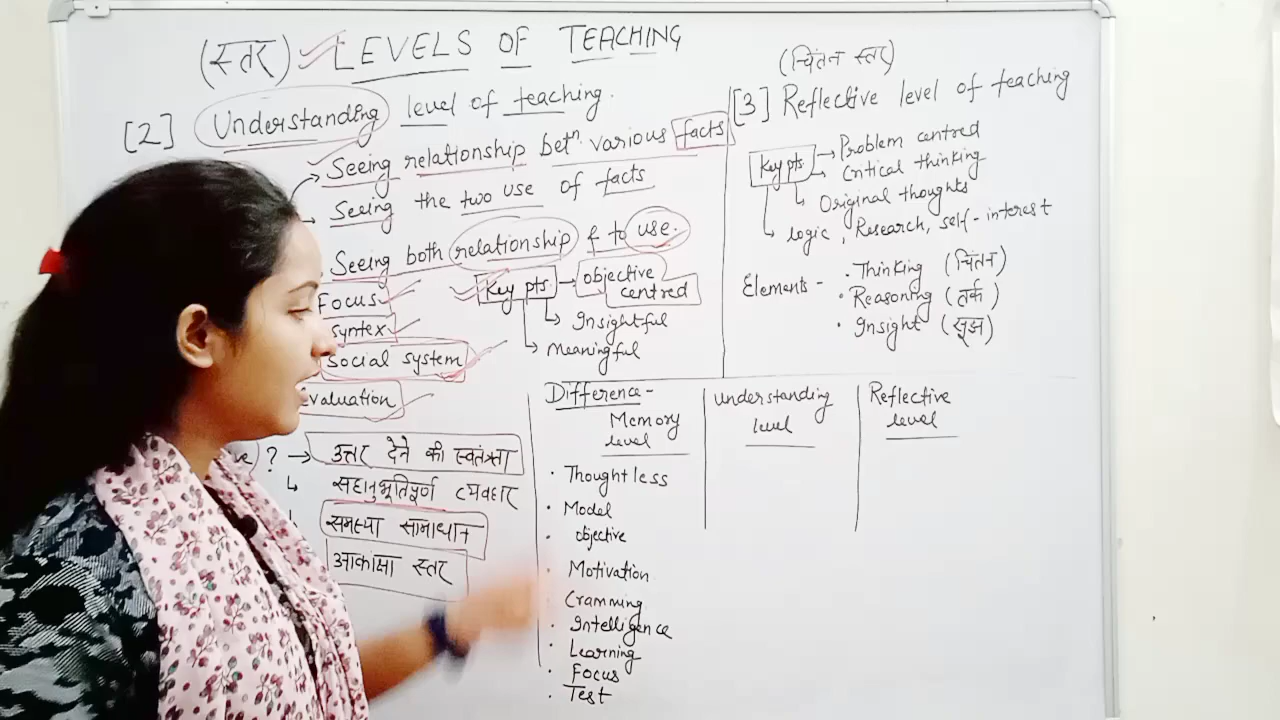 (स्तर) LEVELS OF TEACHING
[2] Understanding level of teaching.
Seeing relationship betⁿ various facts
Seeing the two use of facts
Seeing both relationship & to use.
Key pts. objective centred
Insightful
Meaningful
Focus
syntex
Social system
Evaluation
? → उत्तर देने की स्वतंत्रता
सहानुभूतिपूर्ण व्यवहार
समस्या सामाधान
आकांक्षा स्तर
(चिंतन स्तर)
[3] Reflective level of teaching
Key pts. → Problem centred
Critical thinking
Original thoughts
logic, Research, self-interest
Elements - • Thinking (चिंतन)
• Reasoning (तर्क)
• Insight (सूझ)
Difference-
Memory level
• Thoughtless
• Model
• objective
• Motivation
Cramming
• Intelligence
• Learning
• Focus
• Test
understanding level
Reflective level